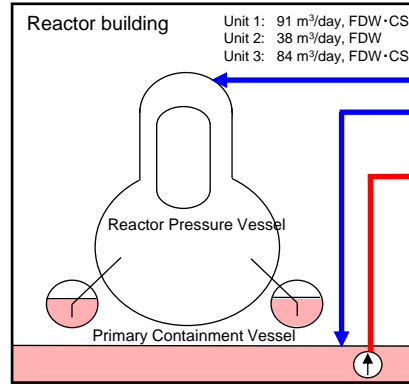 Reactor building
Unit 1: 91 m³/day, FDW・CS
Unit 2: 38 m³/day, FDW
Unit 3: 84 m³/day, FDW・CS
Reactor Pressure Vessel
Primary Containment Vessel